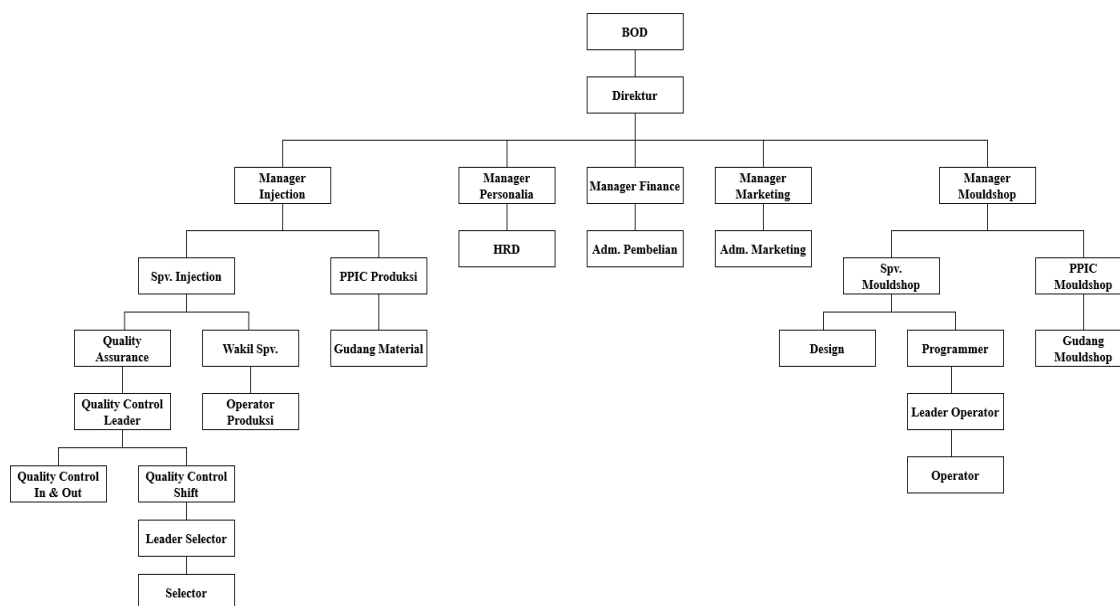 BOD
Direktur
Manager
Injection
Manager
Personalia
Manager Finance
Manager
Marketing
Manager
Mouldshop
Spv. Injection
PPIC Produksi
HRD
Adm. Pembelian
Adm. Marketing
Spv.
Mouldshop
PPIC
Mouldshop
Quality
Assurance
Wakil Spv.
Gudang Material
Design
Programmer
Gudang
Mouldshop
Quality Control
Leader
Operator
Produksi
Leader Operator
Quality Control
In & Out
Quality Control
Shift
Operator
Leader Selector
Selector